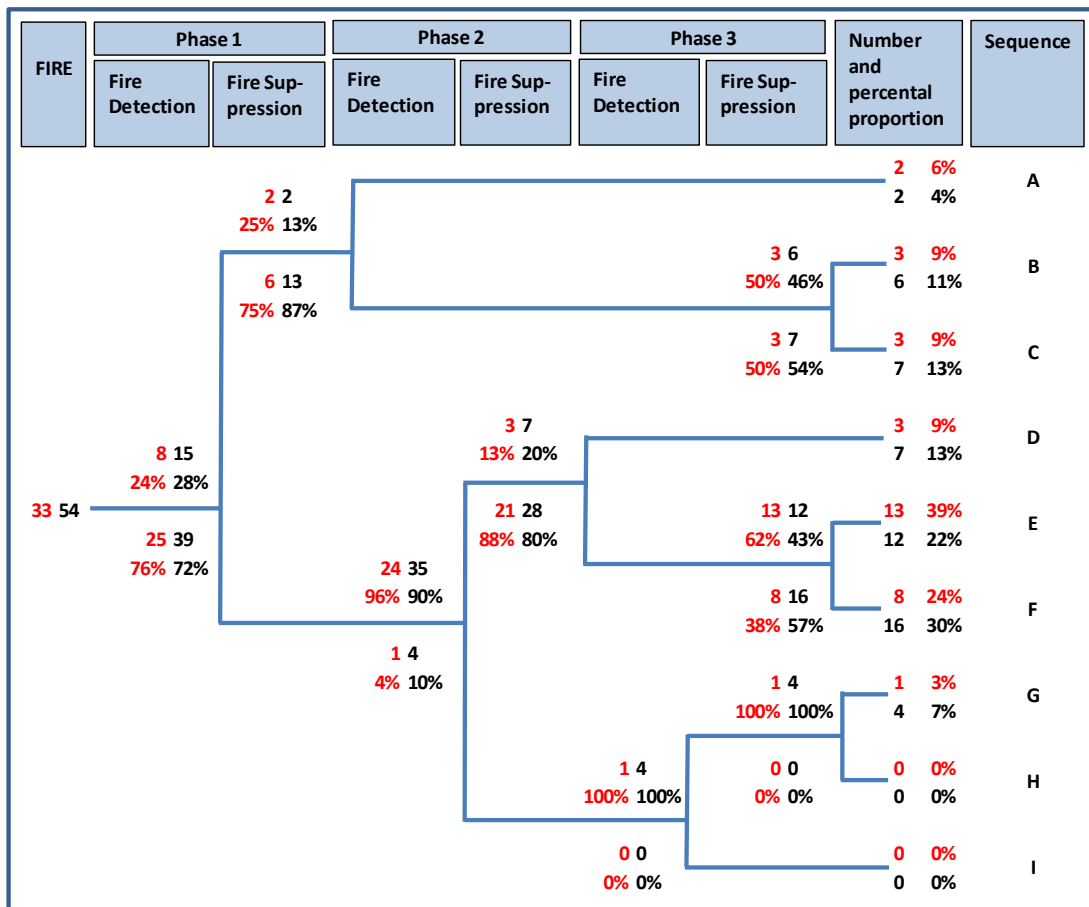 Phase 1 Phase 2 Phase 3 Number and percental proportion Sequence
FIRE
Fire Detection
Fire Sup-
pression
Fire Detection
Fire Sup-
pression
Fire Detection
Fire Sup-
pression
2 6%
2 4%
A
2 2
25% 13%
6 13
75% 87%
3 6
50% 46%
3 9%
6 11%
B
3 7
50% 54%
3 9%
7 13%
C
3 7
13% 20%
3 9%
7 13%
D
8 15
24% 28%
33 54
25 39
76% 72%
21 28
88% 80%
13 12
62% 43%
13 39%
12 22%
E
24 35
96% 90%
8 16
38% 57%
8 24%
16 30%
F
1 4
4% 10%
1 4
100% 100%
1 3%
4 7%
G
1 4
100% 100%
0 0
0% 0%
0 0%
0 0%
H
0 0
0% 0%
0 0%
0 0%
I